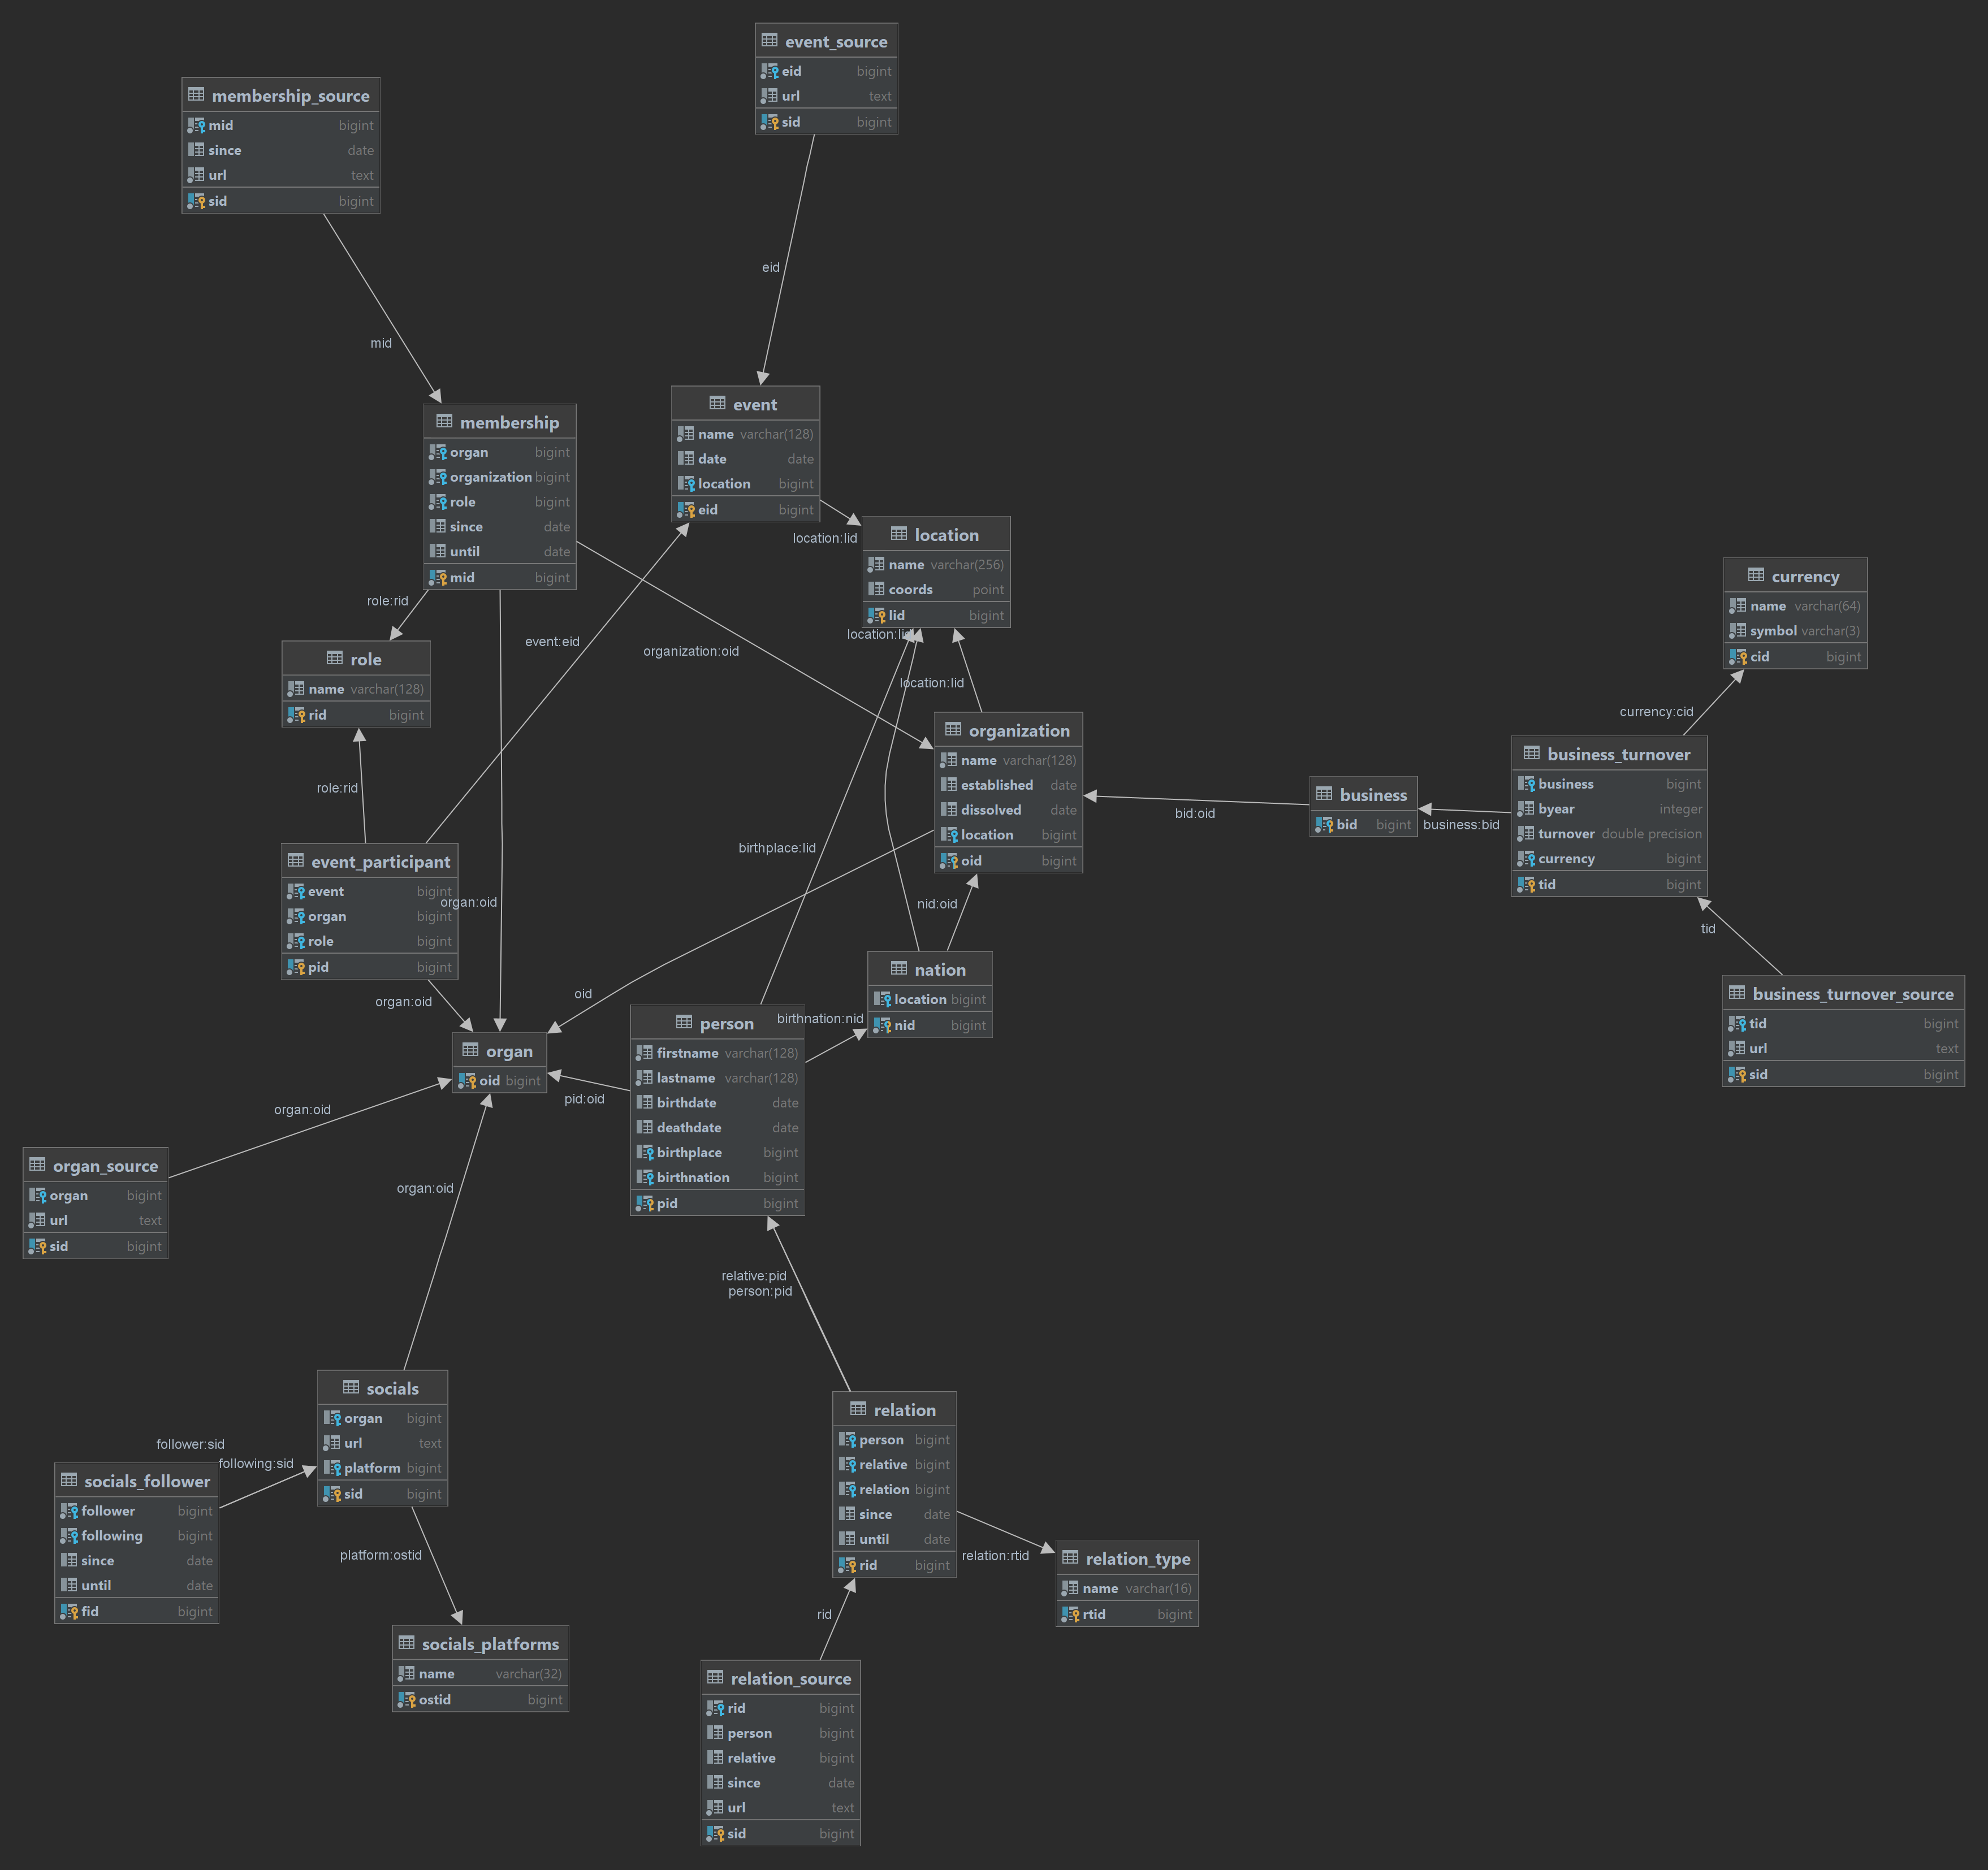 event_source
eid bigint
url text
sid bigint
membership_source
mid bigint
since date
url text
sid bigint
eid
mid
event
name varchar(128)
date date
location bigint
eid bigint
membership
organ bigint
organization bigint
role bigint
since date
until date
mid bigint
location:lid
location
name varchar(256)
coords point
lid bigint
currency
name varchar(64)
symbol varchar(3)
cid bigint
role:rid
event:eid
organization:oid
location:lid
location:lid
role
name varchar(128)
rid bigint
organization
name varchar(128)
established date
dissolved date
location bigint
oid bigint
currency:cid
business_turnover
business bigint
byear integer
turnover double precision
currency bigint
tid bigint
business
bid bigint
bid:oid
business:bid
role:rid
birthplace:lid
event_participant
event bigint
organ bigint
role bigint
pid bigint
organ:oid
nid:oid
tid
nation
location bigint
nid bigint
business_turnover_source
tid bigint
url text
sid bigint
organ:oid
oid
birthnation:nid
person
firstname varchar(128)
lastname varchar(128)
birthdate date
deathdate date
birthplace bigint
birthnation bigint
pid bigint
organ
oid bigint
pid:oid
organ:oid
organ_source
organ bigint
url text
sid bigint
organ:oid
relative:pid
person:pid
socials
organ bigint
url text
platform bigint
sid bigint
follower:sid
following:sid
socials_follower
follower bigint
following bigint
since date
until date
fid bigint
relation
person bigint
relative bigint
relation bigint
since date
until date
rid bigint
platform:ostid
relation:rtid
relation_type
name varchar(16)
rtid bigint
rid
socials_platforms
name varchar(32)
ostid bigint
relation_source
rid bigint
person bigint
relative bigint
since date
url text
sid bigint